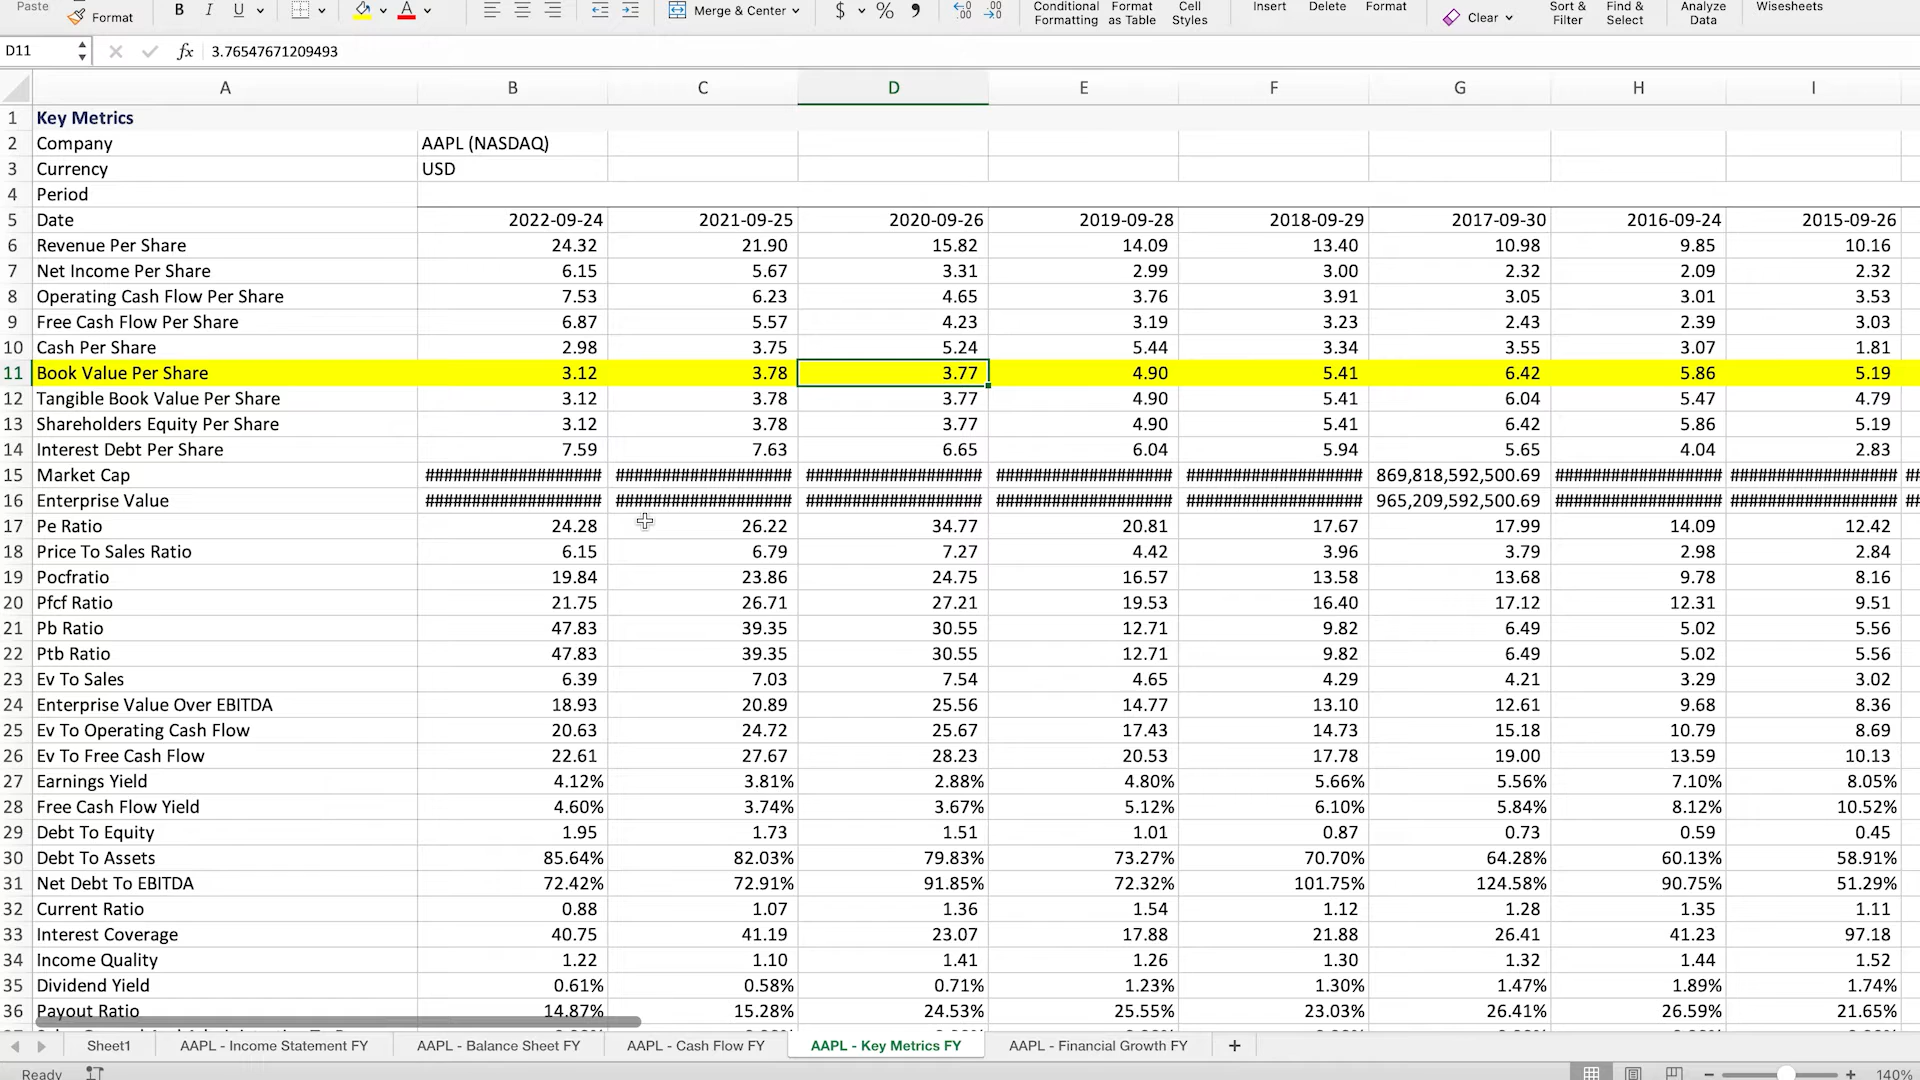 Paste Format B I U Merge & Center $ % 9 Conditional Formatting Format as Table Cell Styles Insert Delete Format Clear Sort & Filter Find & Select Analyze Data Wisesheets
D11 fx 3.76547671209493
A B C D E F G H I
1 Key Metrics
2 Company AAPL (NASDAQ)
3 Currency USD
4 Period
5 Date 2022-09-24 2021-09-25 2020-09-26 2019-09-28 2018-09-29 2017-09-30 2016-09-24 2015-09-26
6 Revenue Per Share 24.32 21.90 15.82 14.09 13.40 10.98 9.85 10.16
7 Net Income Per Share 6.15 5.67 3.31 2.99 3.00 2.32 2.09 2.32
8 Operating Cash Flow Per Share 7.53 6.23 4.65 3.76 3.91 3.05 3.01 3.53
9 Free Cash Flow Per Share 6.87 5.57 4.23 3.19 3.23 2.43 2.39 3.03
10 Cash Per Share 2.98 3.75 5.24 5.44 3.34 3.55 3.07 1.81
11 Book Value Per Share 3.12 3.78 3.77 4.90 5.41 6.42 5.86 5.19
12 Tangible Book Value Per Share 3.12 3.78 3.77 4.90 5.41 6.04 5.47 4.79
13 Shareholders Equity Per Share 3.12 3.78 3.77 4.90 5.41 6.42 5.86 5.19
14 Interest Debt Per Share 7.59 7.63 6.65 6.04 5.94 5.65 4.04 2.83
15 Market Cap #################### #################### #################### #################### #################### 869,818,592,500.69 ################### ###################
16 Enterprise Value #################### #################### #################### #################### #################### 965,209,592,500.69 ################### ###################
17 Pe Ratio 24.28 26.22 34.77 20.81 17.67 17.99 14.09 12.42
18 Price To Sales Ratio 6.15 6.79 7.27 4.42 3.96 3.79 2.98 2.84
19 Pocfratio 19.84 23.86 24.75 16.57 13.58 13.68 9.78 8.16
20 Pfcf Ratio 21.75 26.71 27.21 19.53 16.40 17.12 12.31 9.51
21 Pb Ratio 47.83 39.35 30.55 12.71 9.82 6.49 5.02 5.56
22 Ptb Ratio 47.83 39.35 30.55 12.71 9.82 6.49 5.02 5.56
23 Ev To Sales 6.39 7.03 7.54 4.65 4.29 4.21 3.29 3.02
24 Enterprise Value Over EBITDA 18.93 20.89 25.56 14.77 13.10 12.61 9.68 8.36
25 Ev To Operating Cash Flow 20.63 24.72 25.67 17.43 14.73 15.18 10.79 8.69
26 Ev To Free Cash Flow 22.61 27.67 28.23 20.53 17.78 19.00 13.59 10.13
27 Earnings Yield 4.12% 3.81% 2.88% 4.80% 5.66% 5.56% 7.10% 8.05%
28 Free Cash Flow Yield 4.60% 3.74% 3.67% 5.12% 6.10% 5.84% 8.12% 10.52%
29 Debt To Equity 1.95 1.73 1.51 1.01 0.87 0.73 0.59 0.45
30 Debt To Assets 85.64% 82.03% 79.83% 73.27% 70.70% 64.28% 60.13% 58.91%
31 Net Debt To EBITDA 72.42% 72.91% 91.85% 72.32% 101.75% 124.58% 90.75% 51.29%
32 Current Ratio 0.88 1.07 1.36 1.54 1.12 1.28 1.35 1.11
33 Interest Coverage 40.75 41.19 23.07 17.88 21.88 26.41 41.23 97.18
34 Income Quality 1.22 1.10 1.41 1.26 1.30 1.32 1.44 1.52
35 Dividend Yield 0.61% 0.58% 0.71% 1.23% 1.30% 1.47% 1.89% 1.74%
36 Payout Ratio 14.87% 15.28% 24.53% 25.55% 23.03% 26.41% 26.59% 21.65%
Sheet1 AAPL - Income Statement FY AAPL - Balance Sheet FY AAPL - Cash Flow FY AAPL - Key Metrics FY AAPL - Financial Growth FY +
Ready 140%